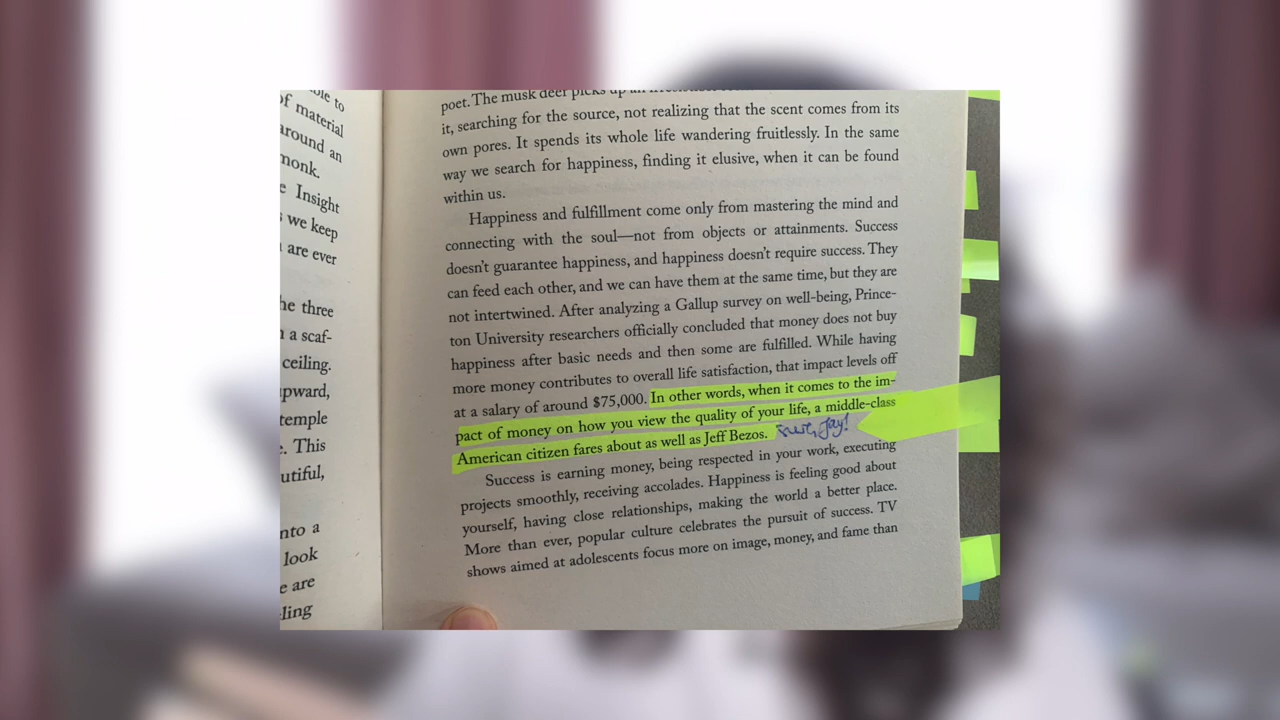 ble to
of material
around an
monk.
e Insight
s we keep
are ever
he three
n a scaf-
ceiling.
upward,
temple
e. This
utiful,
nto a
look
e are
ling
poet. The musk deer picks up an
it, searching for the source, not realizing that the scent comes from its
own pores. It spends its whole life wandering fruitlessly. In the same
way we search for happiness, finding it elusive, when it can be found
within us.
Happiness and fulfillment come only from mastering the mind and
connecting with the soul—not from objects or attainments. Success
doesn't guarantee happiness, and happiness doesn't require success. They
can feed each other, and we can have them at the same time, but they are
not intertwined. After analyzing a Gallup survey on well-being, Prince-
ton University researchers officially concluded that money does not buy
happiness after basic needs and then some are fulfilled. While having
more money contributes to overall life satisfaction, that impact levels off
at a salary of around $75,000. In other words, when it comes to the im-
pact of money on how you view the quality of your life, a middle-class
American citizen fares about as well as Jeff Bezos. sure, Jay!
Success is earning money, being respected in your work, executing
projects smoothly, receiving accolades. Happiness is feeling good about
yourself, having close relationships, making the world a better place.
More than ever, popular culture celebrates the pursuit of success. TV
shows aimed at adolescents focus more on image, money, and fame than